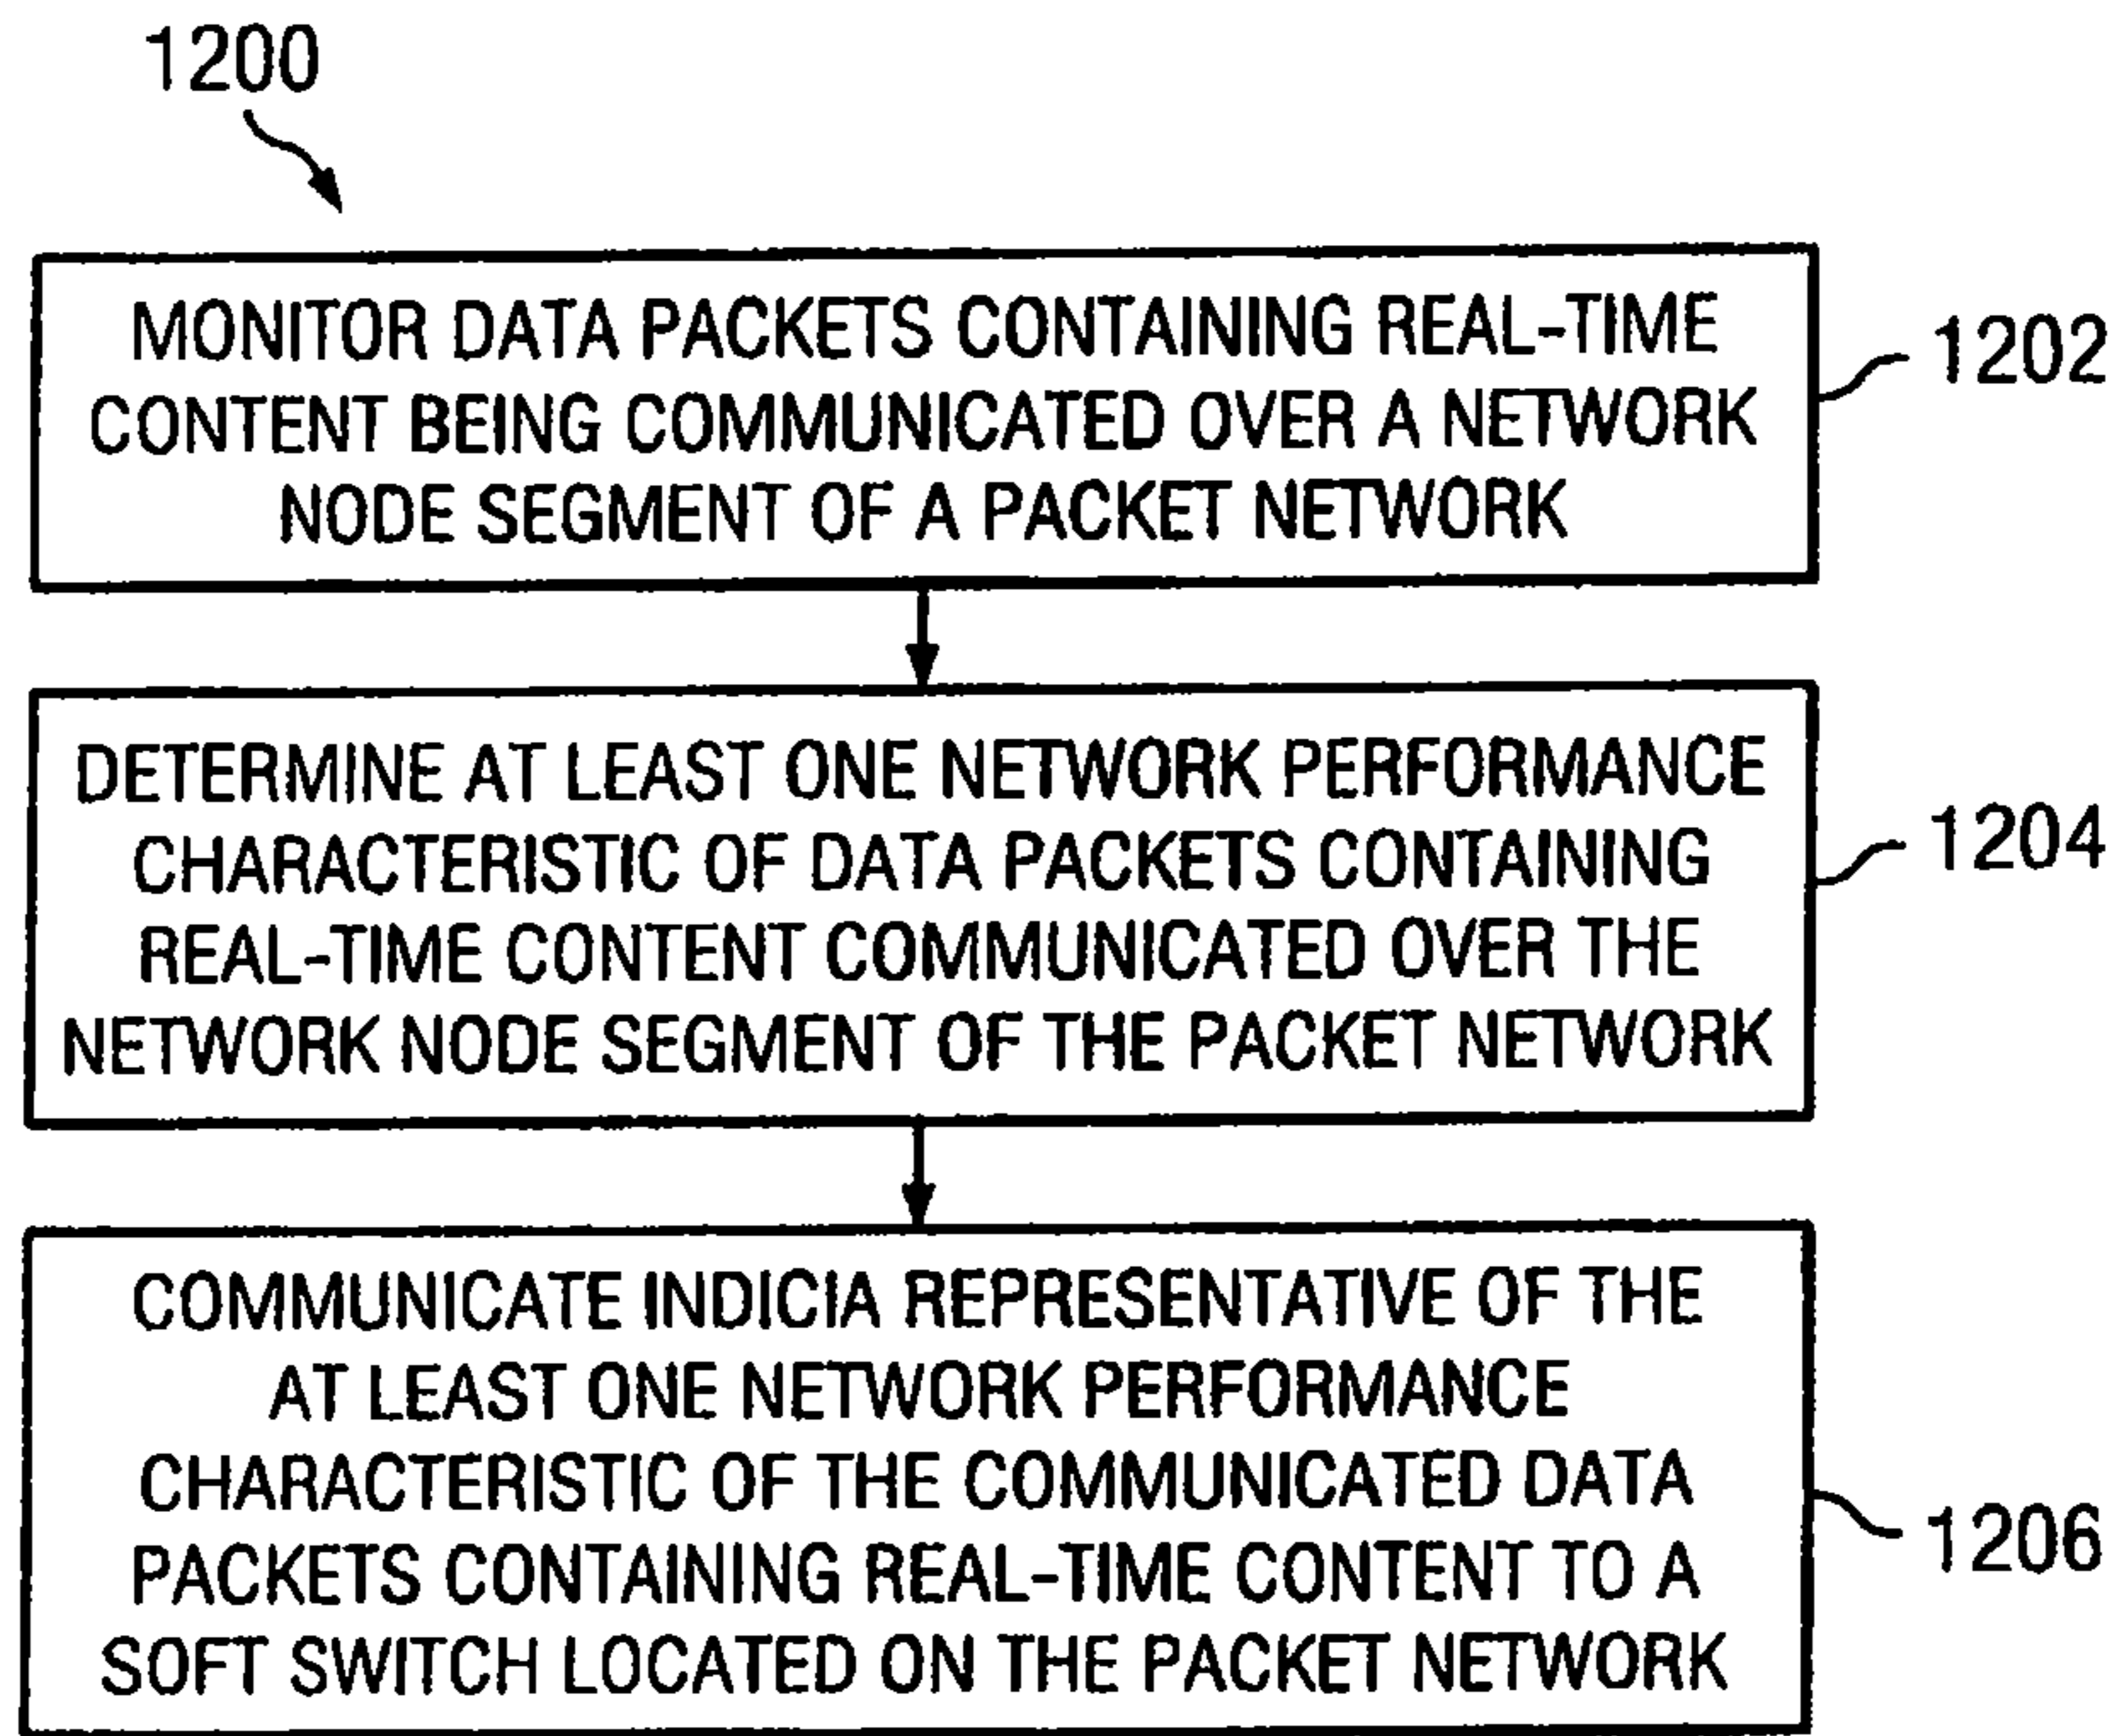 1200
MONITOR DATA PACKETS CONTAINING REAL-TIME
CONTENT BEING COMMUNICATED OVER A NETWORK
NODE SEGMENT OF A PACKET NETWORK
1202
DETERMINE AT LEAST ONE NETWORK PERFORMANCE
CHARACTERISTIC OF DATA PACKETS CONTAINING
REAL-TIME CONTENT COMMUNICATED OVER THE
NETWORK NODE SEGMENT OF THE PACKET NETWORK
1204
COMMUNICATE INDICIA REPRESENTATIVE OF THE
AT LEAST ONE NETWORK PERFORMANCE
CHARACTERISTIC OF THE COMMUNICATED DATA
PACKETS CONTAINING REAL-TIME CONTENT TO A
SOFT SWITCH LOCATED ON THE PACKET NETWORK
1206